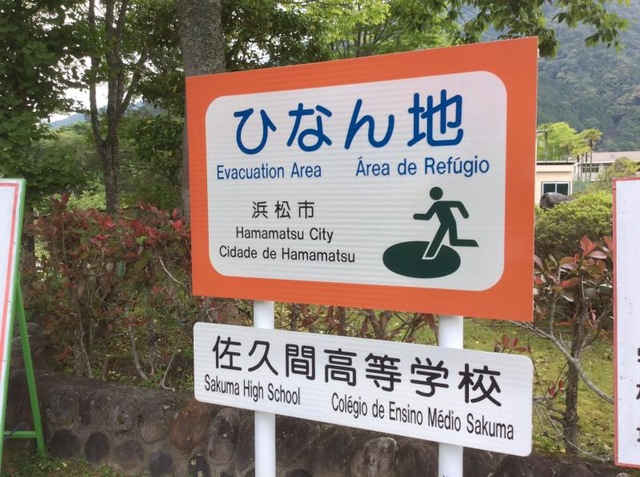 ひなん地
Evacuation Area Área de Refúgio
浜松市
Hamamatsu City
Cidade de Hamamatsu
佐久間高等学校
Sakuma High School Colégio de Ensino Médio Sakuma